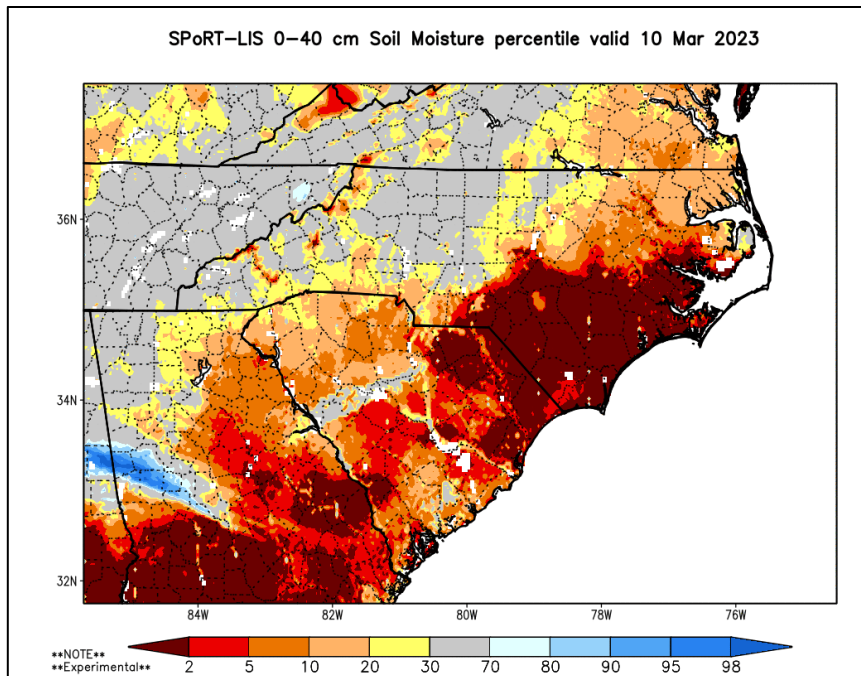 SPoRT-LIS 0-40 cm Soil Moisture percentile valid 10 Mar 2023
36N
34N
32N
84W 82W 80W 78W 76W
**NOTE**
**Experimental**
2 5 10 20 30 70 80 90 95 98